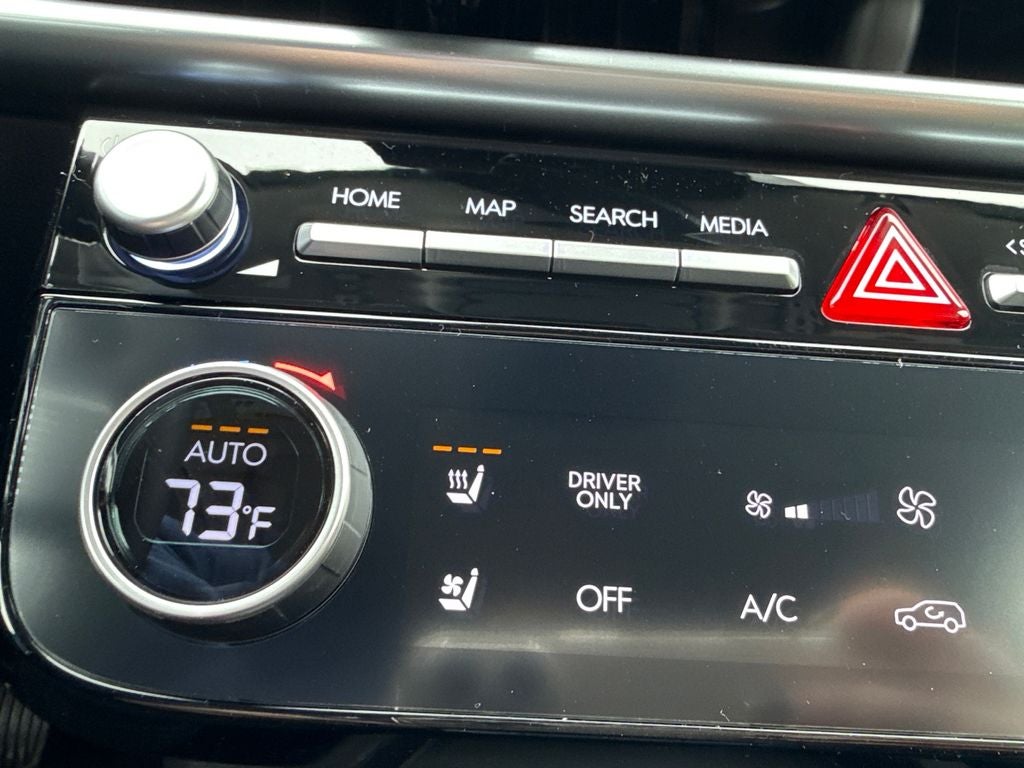 HOME
MAP
SEARCH
MEDIA
AUTO
73°F
DRIVER
ONLY
OFF
A/C